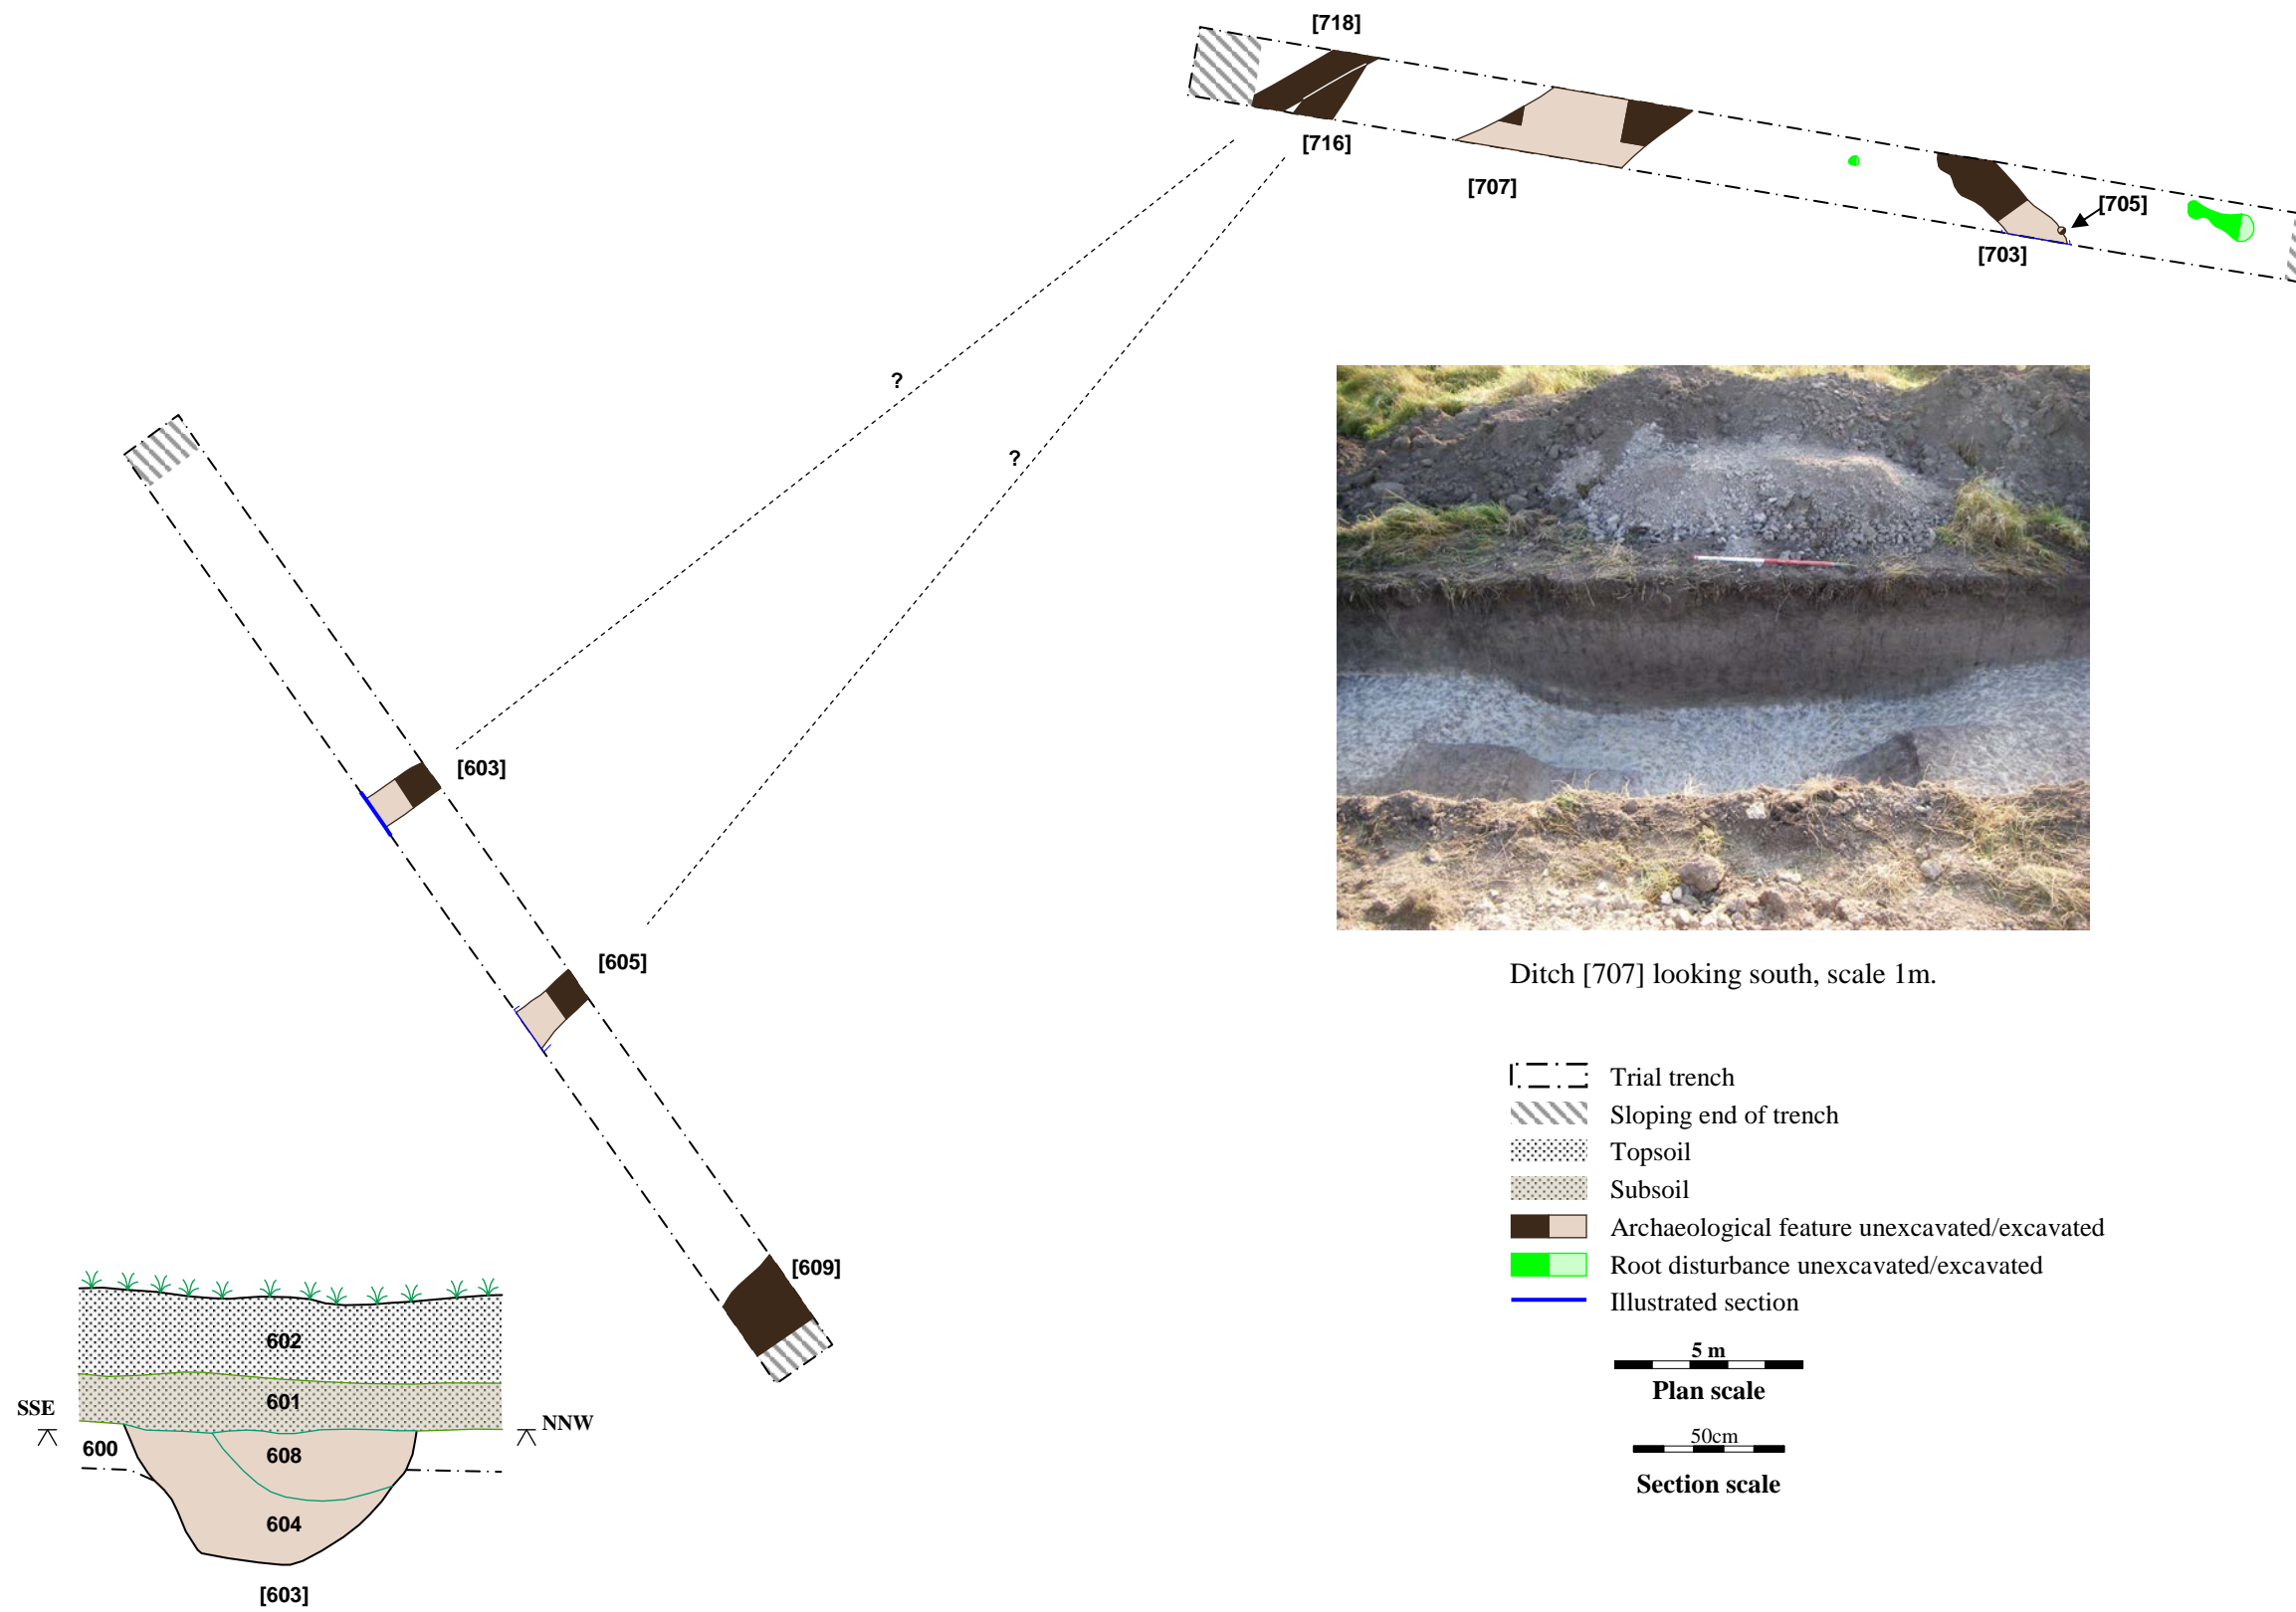 [718]
[716]
[707]
[705]
[703]
?
?
[603]
[605]
[609]
Ditch [707] looking south, scale 1m.
Trial trench
Sloping end of trench
Topsoil
Subsoil
Archaeological feature unexcavated/excavated
Root disturbance unexcavated/excavated
Illustrated section
5 m
Plan scale
50cm
Section scale
602
601
SSE
NNW
600
608
604
[603]